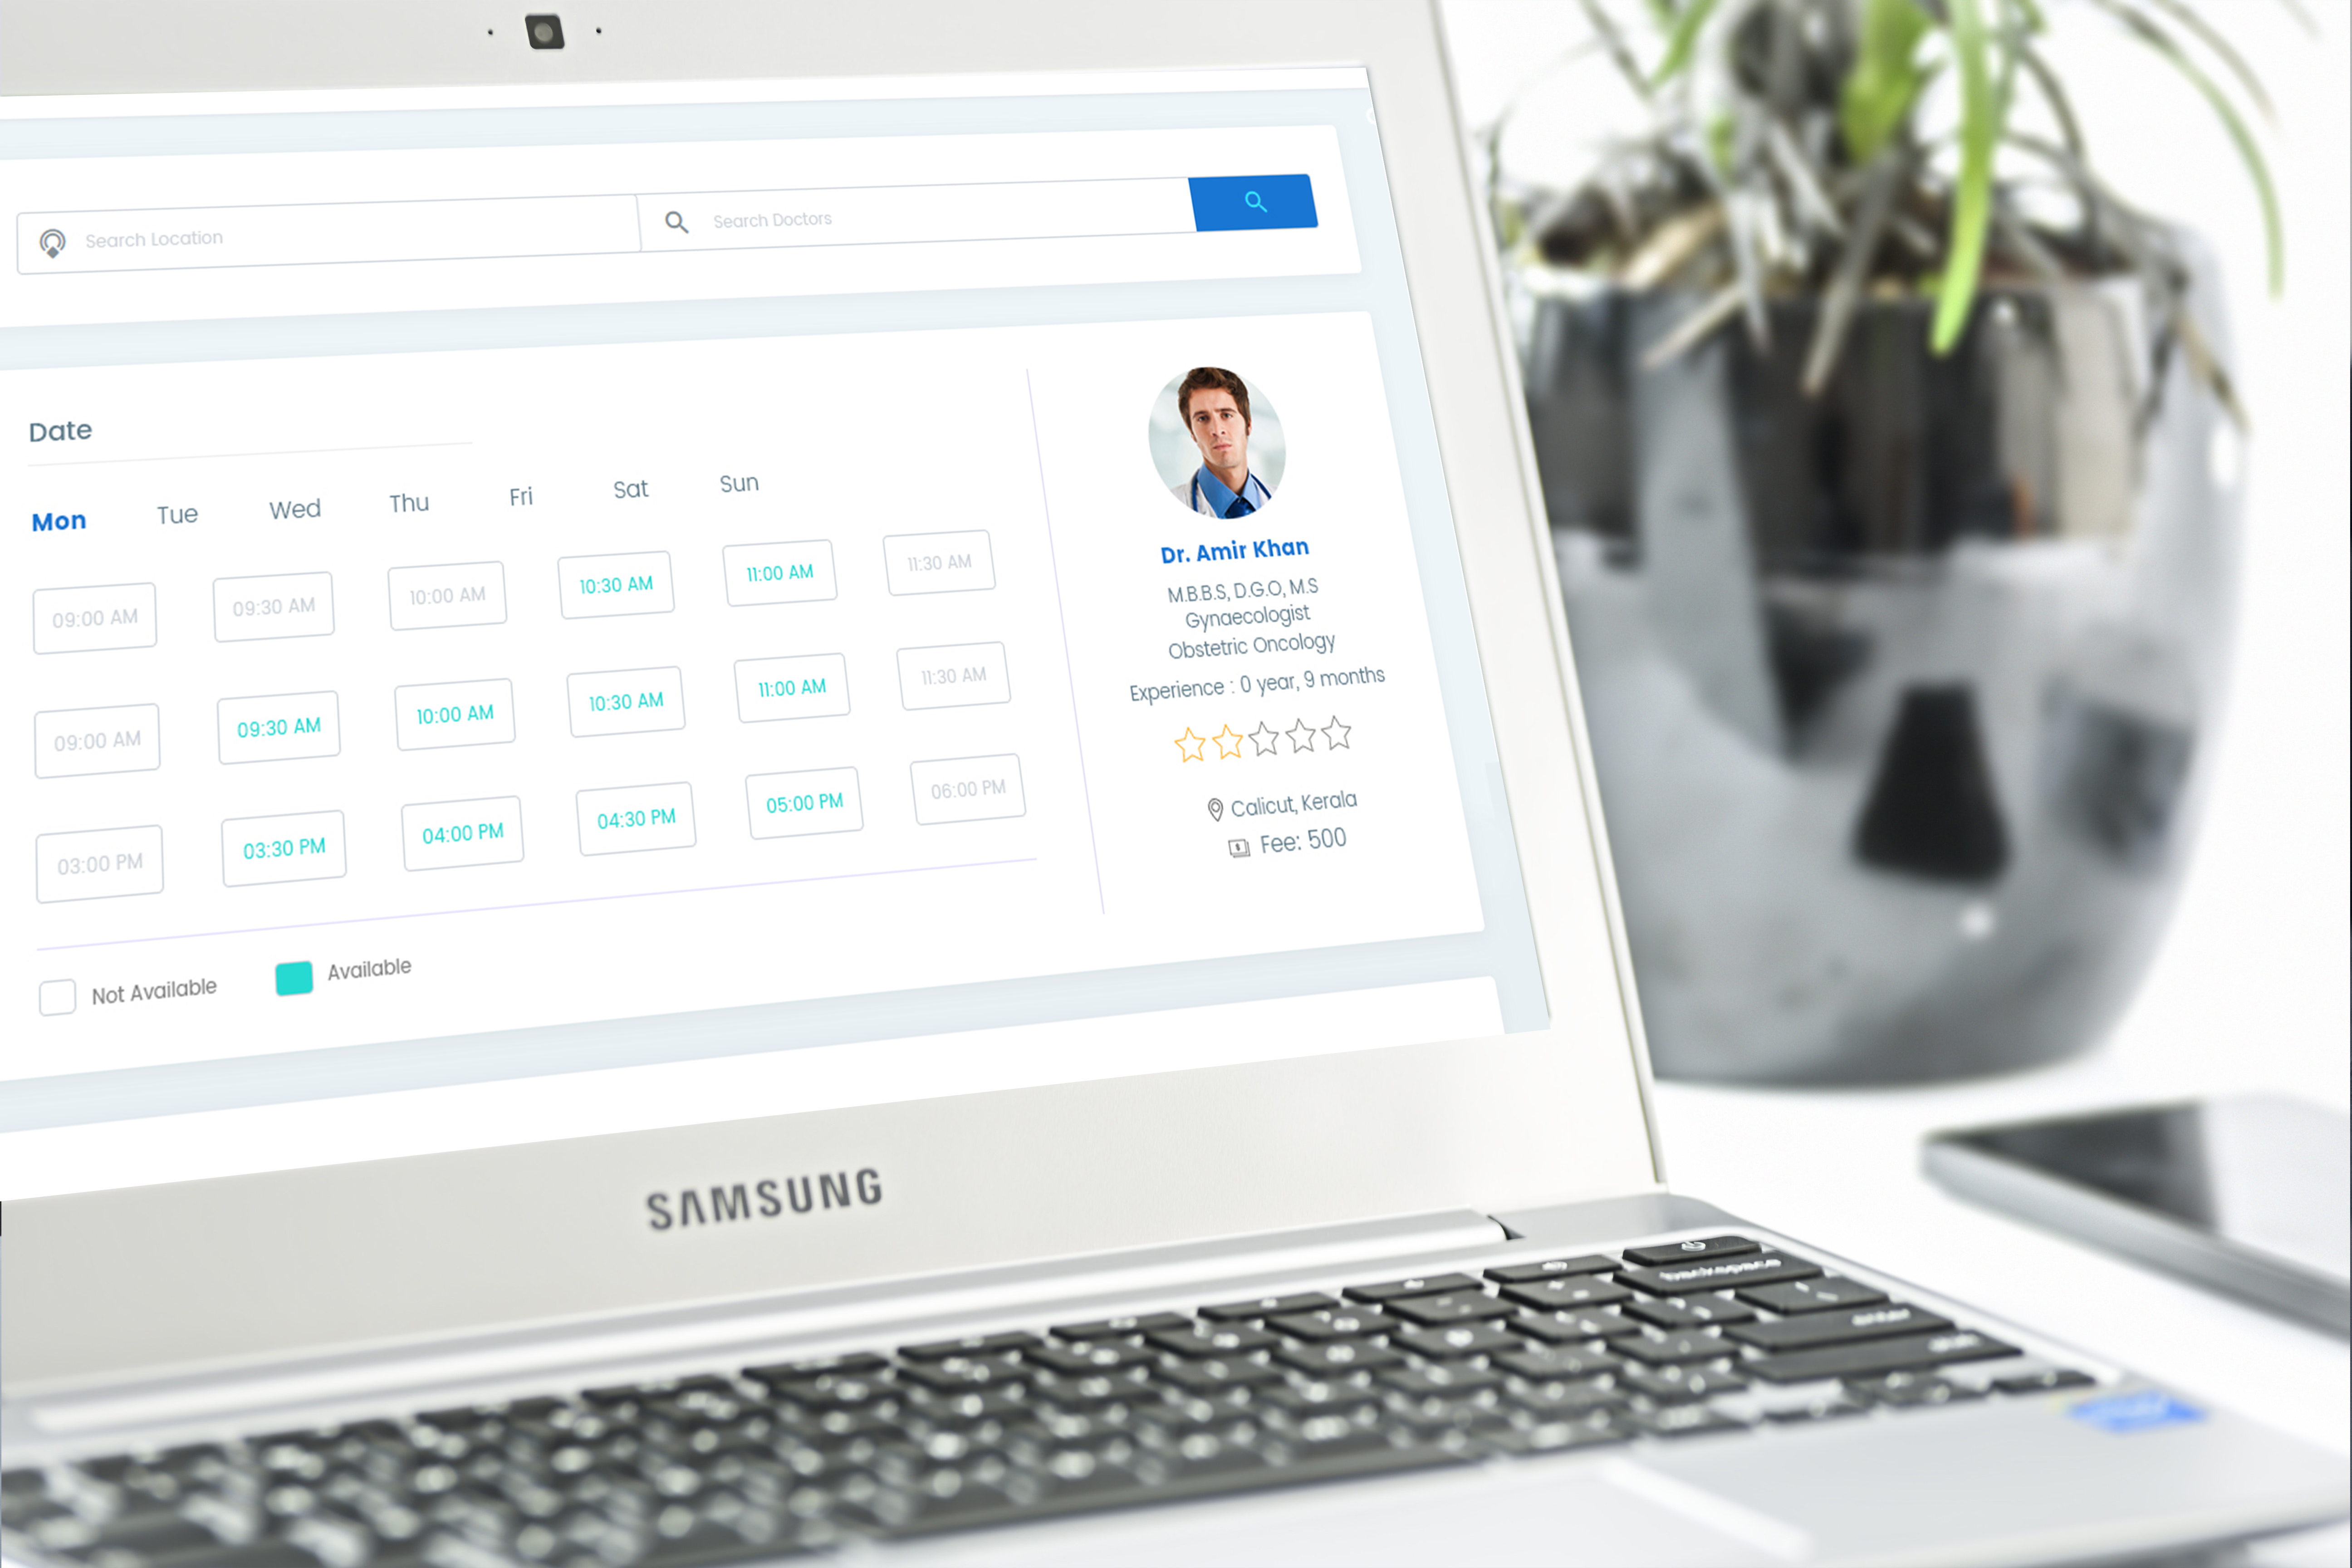 Search Location
Search Doctors
Date
Mon Tue Wed Thu Fri Sat Sun
09:00 AM 09:30 AM 10:00 AM 10:30 AM 11:00 AM 11:30 AM
09:00 AM 09:30 AM 10:00 AM 10:30 AM 11:00 AM 11:30 AM
03:00 PM 03:30 PM 04:00 PM 04:30 PM 05:00 PM 06:00 PM
Not Available
Available
Dr. Amir Khan
M.B.B.S, D.G.O, M.S
Gynaecologist
Obstetric Oncology
Experience : 0 year, 9 months
Calicut, Kerala
Fee: 500
SAMSUNG
backspace